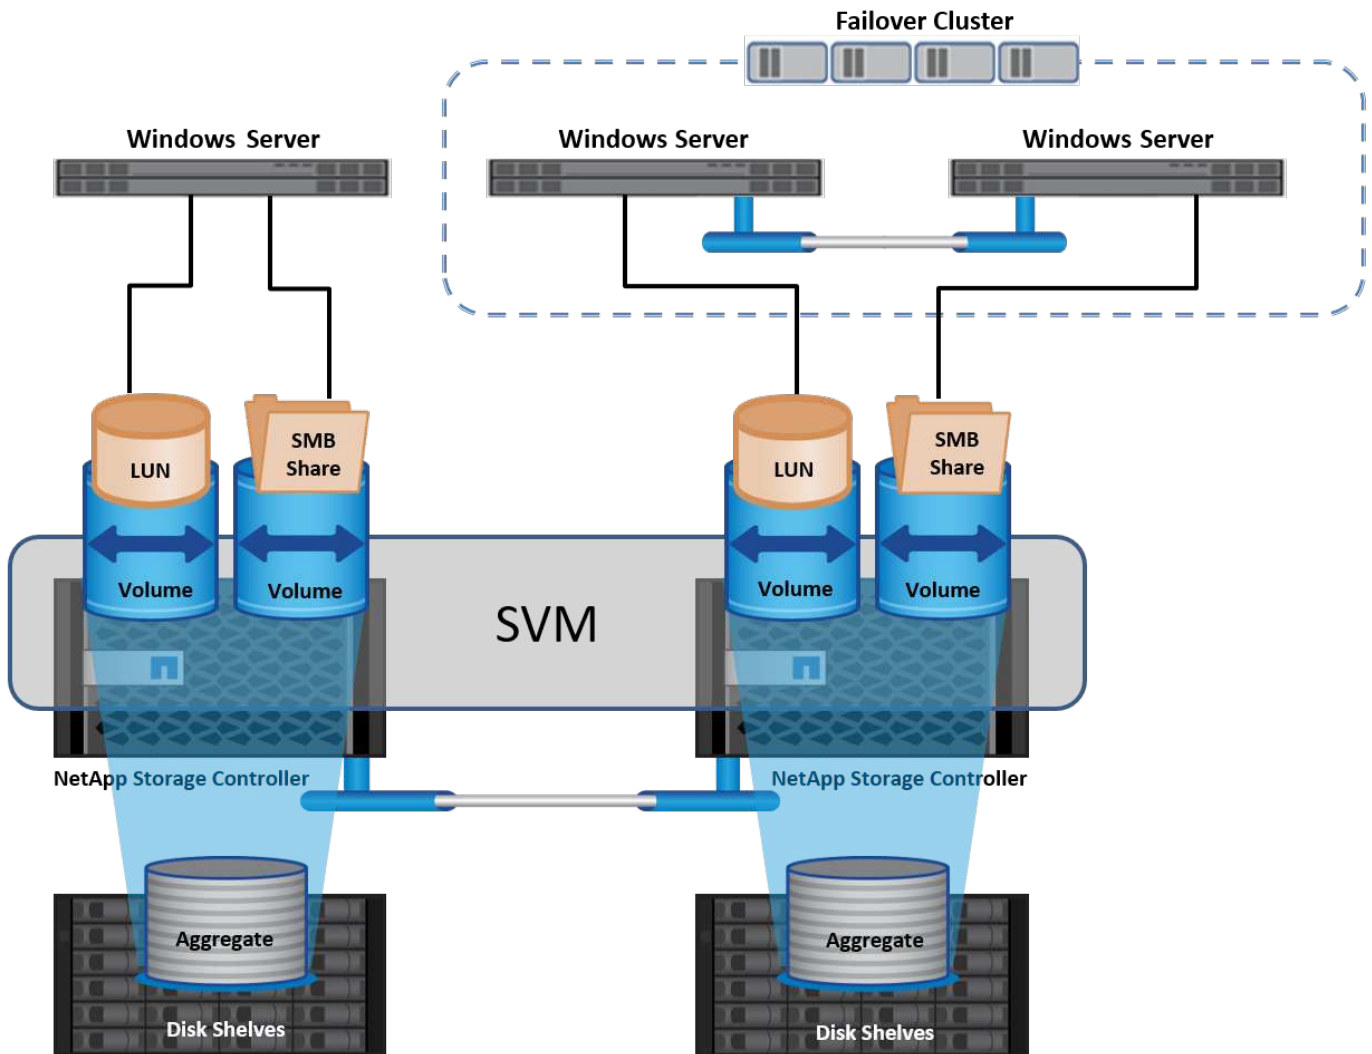 Failover Cluster
Windows Server
Windows Server
Windows Server
LUN
SMB
Share
LUN
SMB
Share
Volume
Volume
Volume
Volume
SVM
NetApp Storage Controller
NetApp Storage Controller
Aggregate
Aggregate
Disk Shelves
Disk Shelves